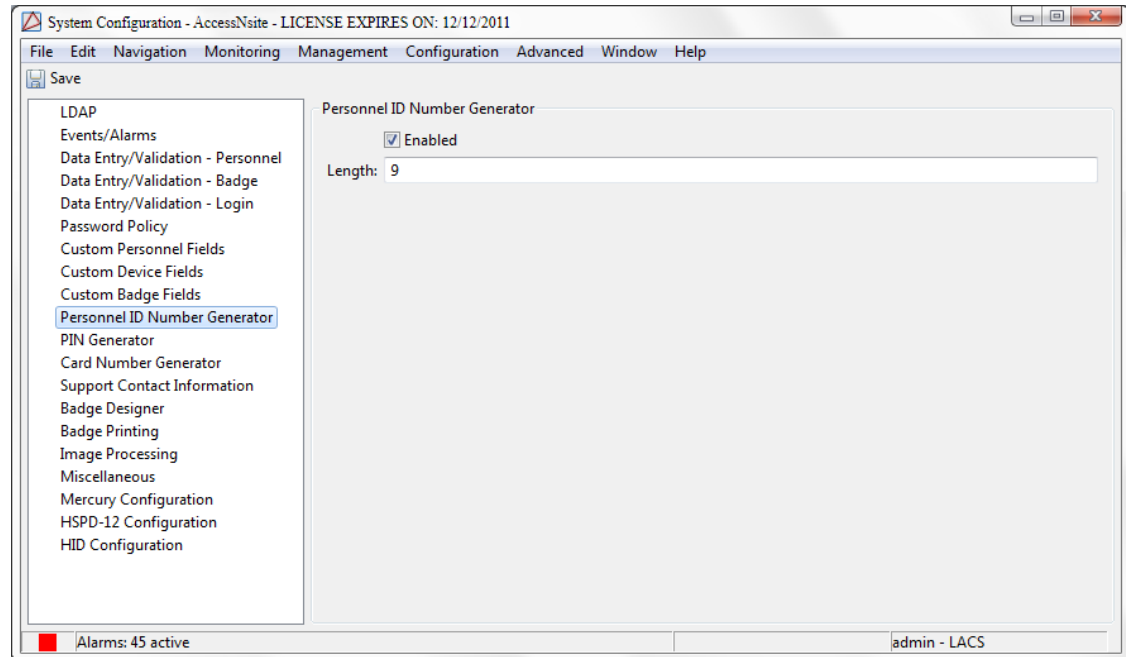 System Configuration - AccessNsite - LICENSE EXPIRES ON: 12/12/2011
File Edit Navigation Monitoring Management Configuration Advanced Window Help
Save
LDAP
Events/Alarms
Data Entry/Validation - Personnel
Data Entry/Validation - Badge
Data Entry/Validation - Login
Password Policy
Custom Personnel Fields
Custom Device Fields
Custom Badge Fields
Personnel ID Number Generator
PIN Generator
Card Number Generator
Support Contact Information
Badge Designer
Badge Printing
Image Processing
Miscellaneous
Mercury Configuration
HSPD-12 Configuration
HID Configuration
Personnel ID Number Generator
Enabled
Length: 9
Alarms: 45 active
admin - LACS